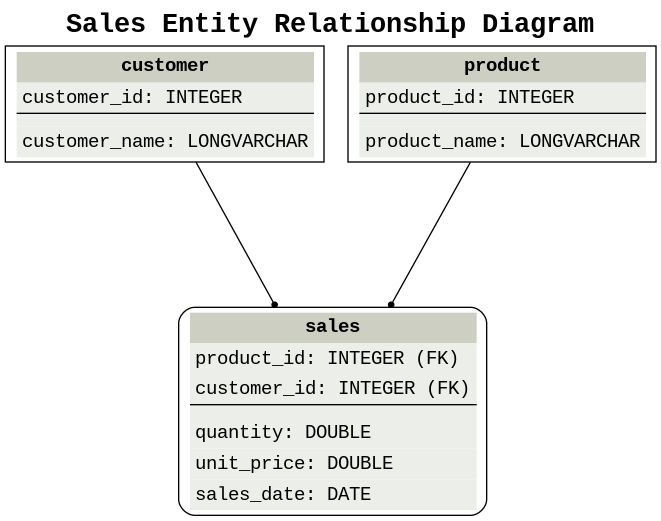 Sales Entity Relationship Diagram
customer
customer_id: INTEGER
customer_name: LONGVARCHAR
product
product_id: INTEGER
product_name: LONGVARCHAR
sales
product_id: INTEGER (FK)
customer_id: INTEGER (FK)
quantity: DOUBLE
unit_price: DOUBLE
sales_date: DATE